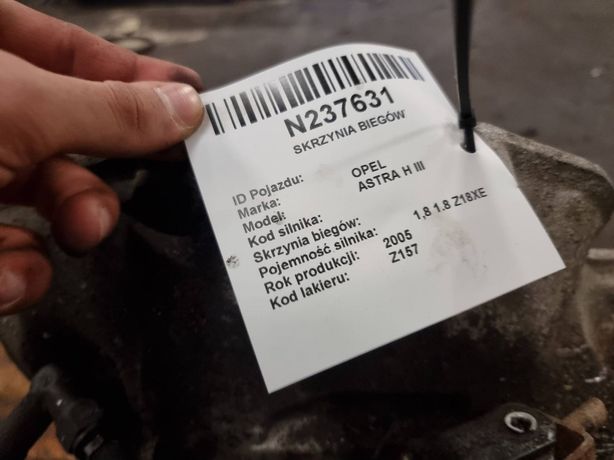 N237631
SKRZYNIA BIEGÓW
ID Pojazdu:
Marka: OPEL
Model: ASTRA H III
Kod silnika:
Skrzynia biegów:
Pojemność silnika: 1,8 1.8 Z18XE
Rok produkcji: 2005
Kod lakieru: Z157